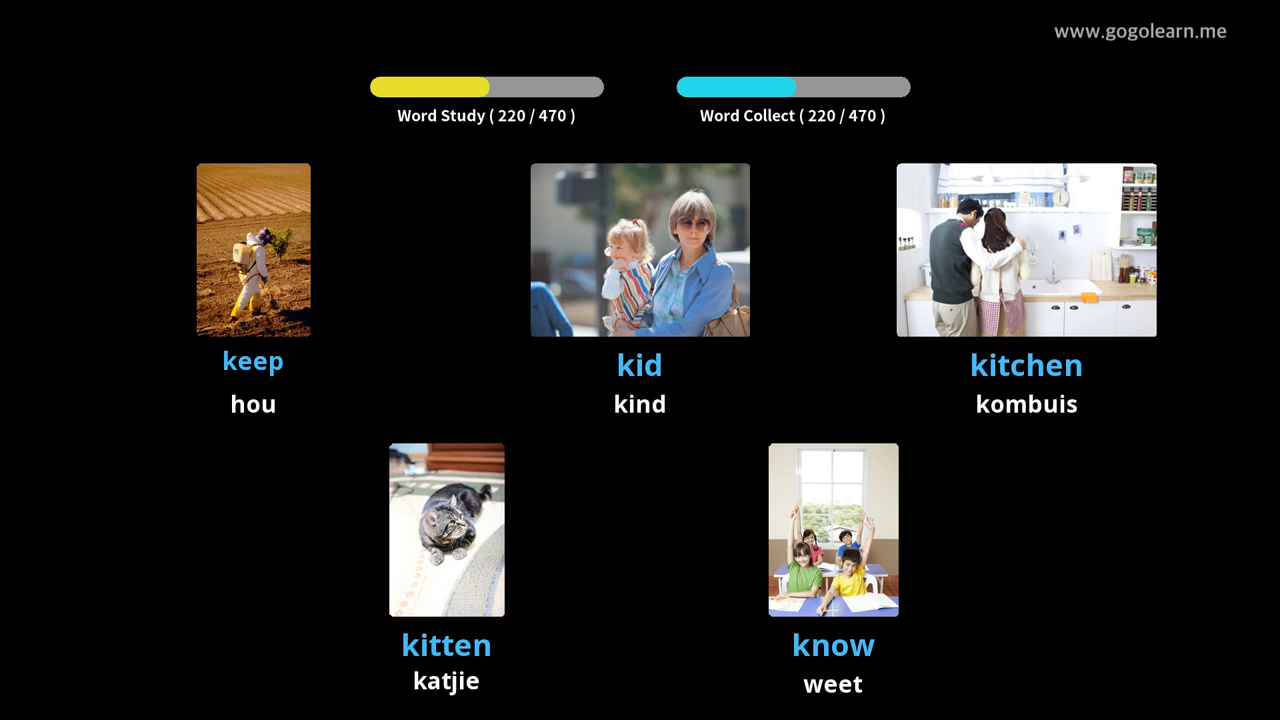 www.gogolearn.me
Word Study ( 220 / 470 )
Word Collect ( 220 / 470 )
keep
hou
kid
kind
kitchen
kombuis
kitten
katjie
know
weet